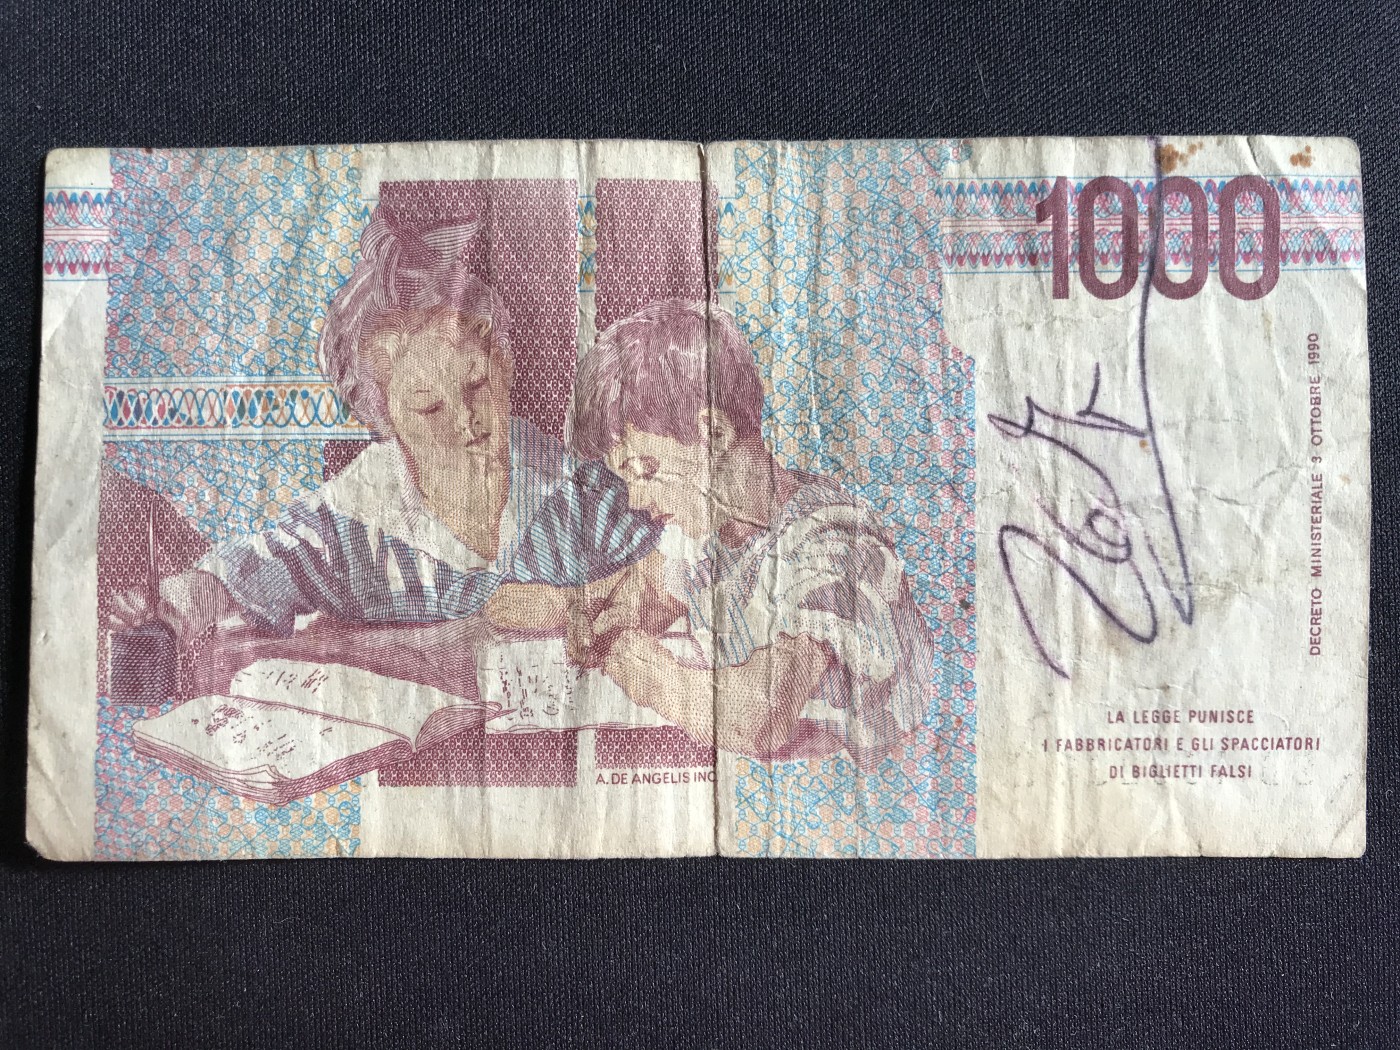 1000
DECRETO MINISTERIALE 3 OTTOBRE 1990
LA LEGGE PUNISCE
I FABBRICATORI E GLI SPACCIATORI
DI BIGLIETTI FALSI
A. DE ANGELIS INC.